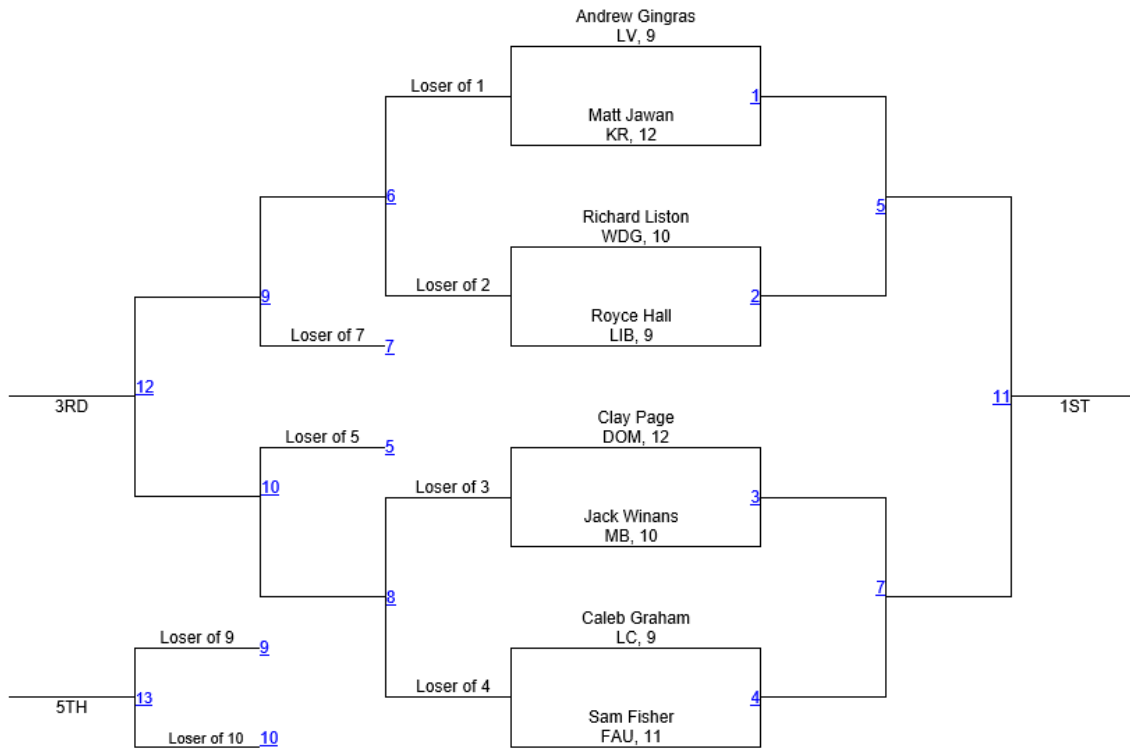 Andrew Gingras
LV, 9
Loser of 1
1
Matt Jawan
KR, 12
6
5
Richard Liston
WDG, 10
Loser of 2
9
2
Royce Hall
LIB, 9
Loser of 7
7
12
3RD
11
1ST
Clay Page
DOM, 12
Loser of 5
5
10
Loser of 3
3
Jack Winans
MB, 10
8
7
Caleb Graham
LC, 9
Loser of 9
9
Loser of 4
4
13
5TH
Sam Fisher
FAU, 11
Loser of 10
10